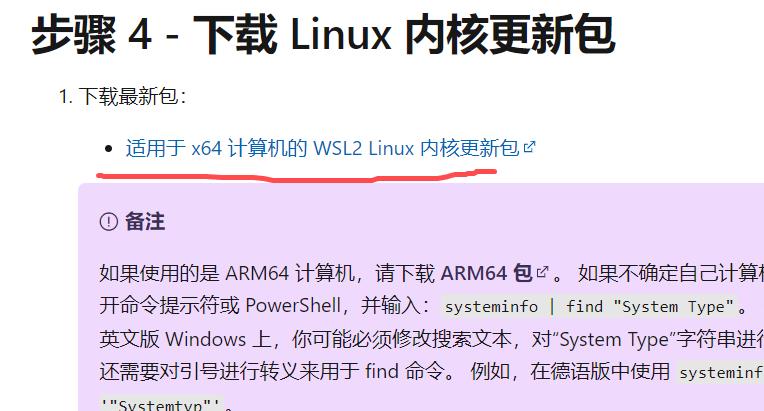 步骤 4 - 下载 Linux 内核更新包
1. 下载最新包：
• 适用于 x64 计算机的 WSL2 Linux 内核更新包
备注
如果使用的是 ARM64 计算机，请下载 ARM64 包。 如果不确定自己计算机
开命令提示符或 PowerShell，并输入：systeminfo | find "System Type"。
英文版 Windows 上，你可能必须修改搜索文本，对“System Type”字符串进行
还需要对引号进行转义来用于 find 命令。 例如，在德语版中使用 systeminf
'"Systemtyp"'。